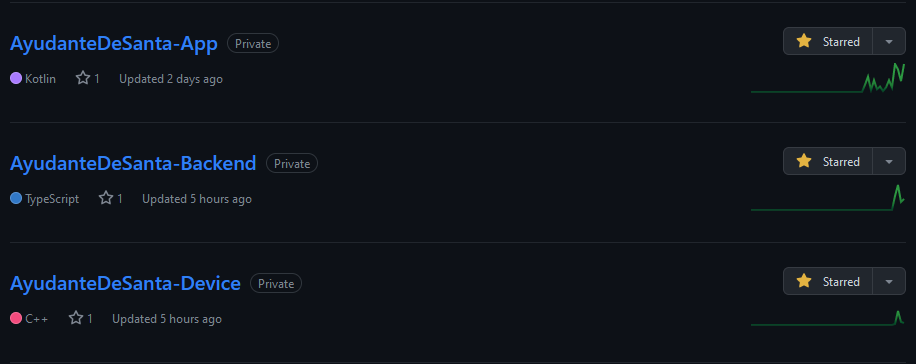 AyudanteDeSanta-App Private Starred
Kotlin 1 Updated 2 days ago
AyudanteDeSanta-Backend Private Starred
TypeScript 1 Updated 5 hours ago
AyudanteDeSanta-Device Private Starred
C++ 1 Updated 5 hours ago